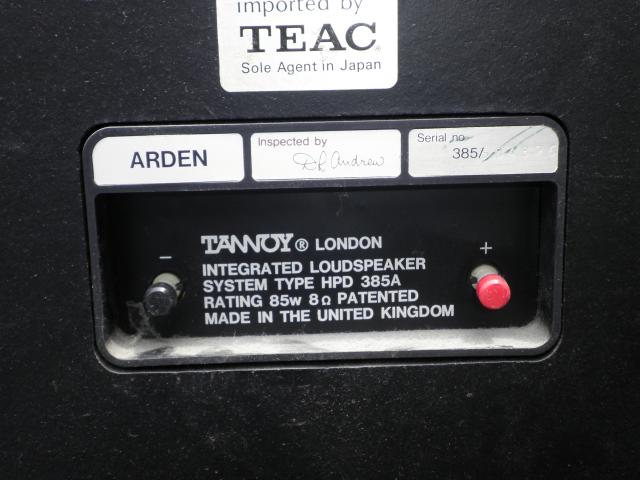 imported by
TEAC
Sole Agent in Japan
ARDEN
Inspected by
Serial no
385/
− +
TANNOY® LONDON
INTEGRATED LOUDSPEAKER
SYSTEM TYPE HPD 385A
RATING 85w 8Ω PATENTED
MADE IN THE UNITED KINGDOM